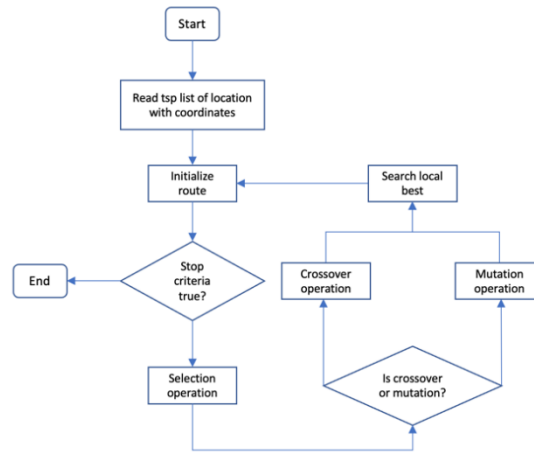 Start
Read tsp list of location
with coordinates
Initialize
route
Search local
best
Stop
criteria
true?
End
Crossover
operation
Mutation
operation
Selection
operation
Is crossover
or mutation?